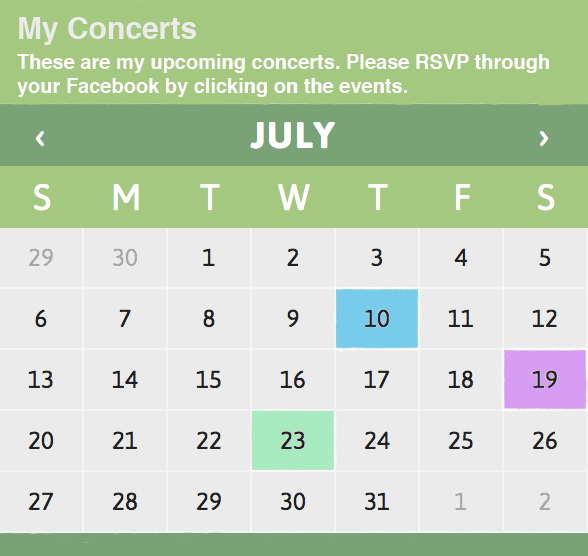 My Concerts
These are my upcoming concerts. Please RSVP through
your Facebook by clicking on the events.
‹ JULY ›
S M T W T F S
29 30 1 2 3 4 5
6 7 8 9 10 11 12
13 14 15 16 17 18 19
20 21 22 23 24 25 26
27 28 29 30 31 1 2